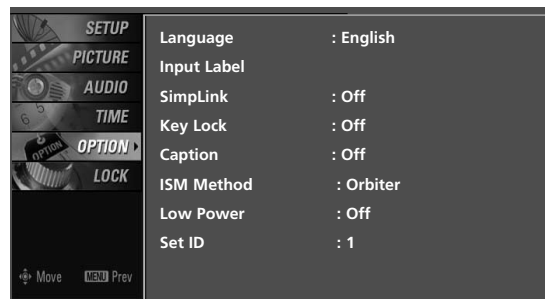 SETUP
PICTURE
AUDIO
TIME
OPTION
LOCK
Move MENU Prev
Language : English
Input Label
SimpLink : Off
Key Lock : Off
Caption : Off
ISM Method : Orbiter
Low Power : Off
Set ID : 1